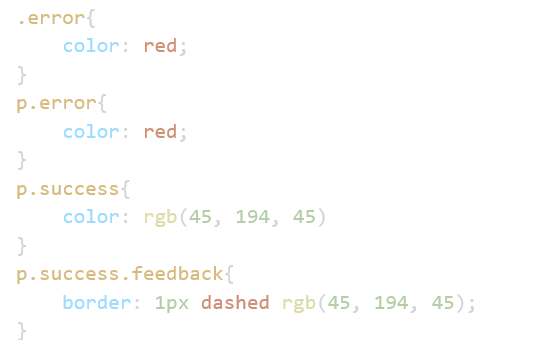 .error{
    color: red;
}
p.error{
    color: red;
}
p.success{
    color: rgb(45, 194, 45)
}
p.success.feedback{
    border: 1px dashed rgb(45, 194, 45);
}